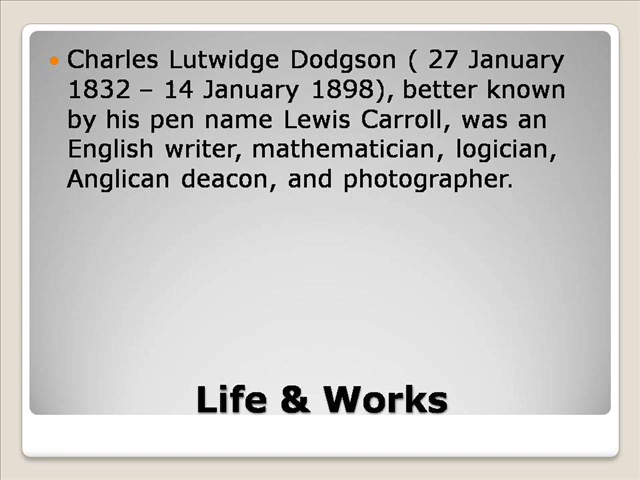 Charles Lutwidge Dodgson ( 27 January
1832 – 14 January 1898), better known
by his pen name Lewis Carroll, was an
English writer, mathematician, logician,
Anglican deacon, and photographer.
Life & Works